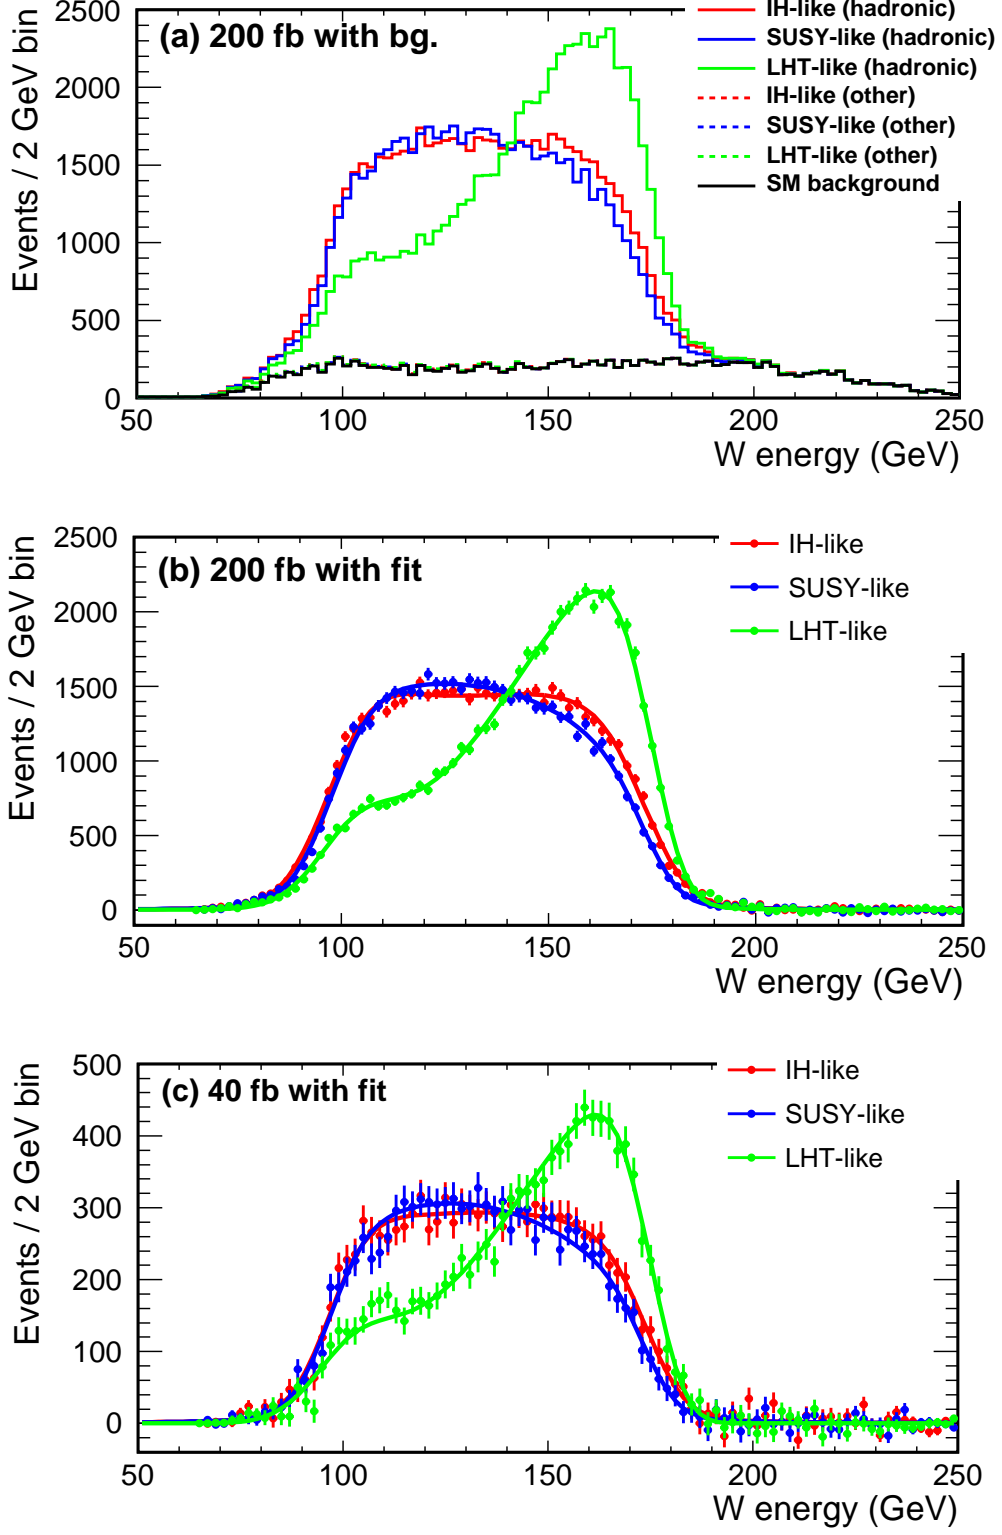 (a) 200 fb with bg.
IH-like (hadronic)
SUSY-like (hadronic)
LHT-like (hadronic)
IH-like (other)
SUSY-like (other)
LHT-like (other)
SM background
Events / 2 GeV bin
2500
2000
1500
1000
500
0
50 100 150 200 250
W energy (GeV)
(b) 200 fb with fit
IH-like
SUSY-like
LHT-like
Events / 2 GeV bin
2500
2000
1500
1000
500
0
50 100 150 200 250
W energy (GeV)
(c) 40 fb with fit
IH-like
SUSY-like
LHT-like
Events / 2 GeV bin
500
400
300
200
100
0
50 100 150 200 250
W energy (GeV)